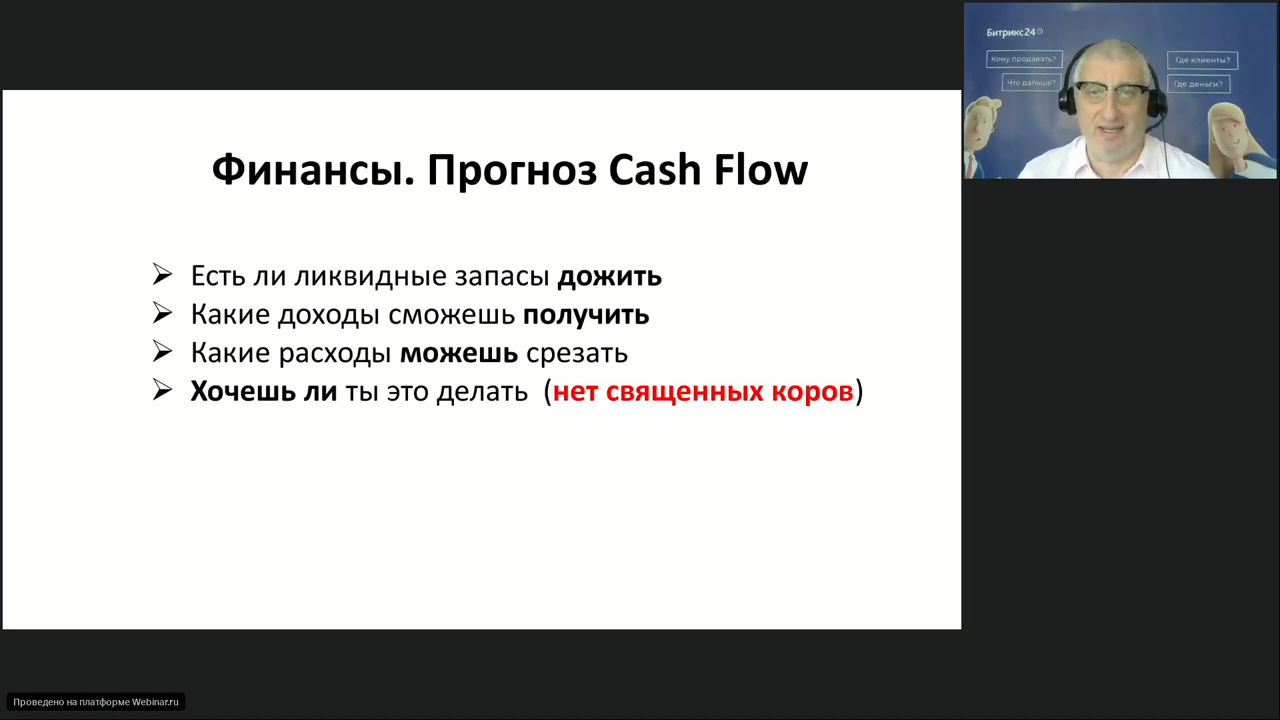 Финансы. Прогноз Cash Flow
Есть ли ликвидные запасы дожить
Какие доходы сможешь получить
Какие расходы можешь срезать
Хочешь ли ты это делать (нет священных коров)
Битрикс24
Кому продавать?
Где клиенты?
Что дальше?
Где деньги?
Проведено на платформе Webinar.ru